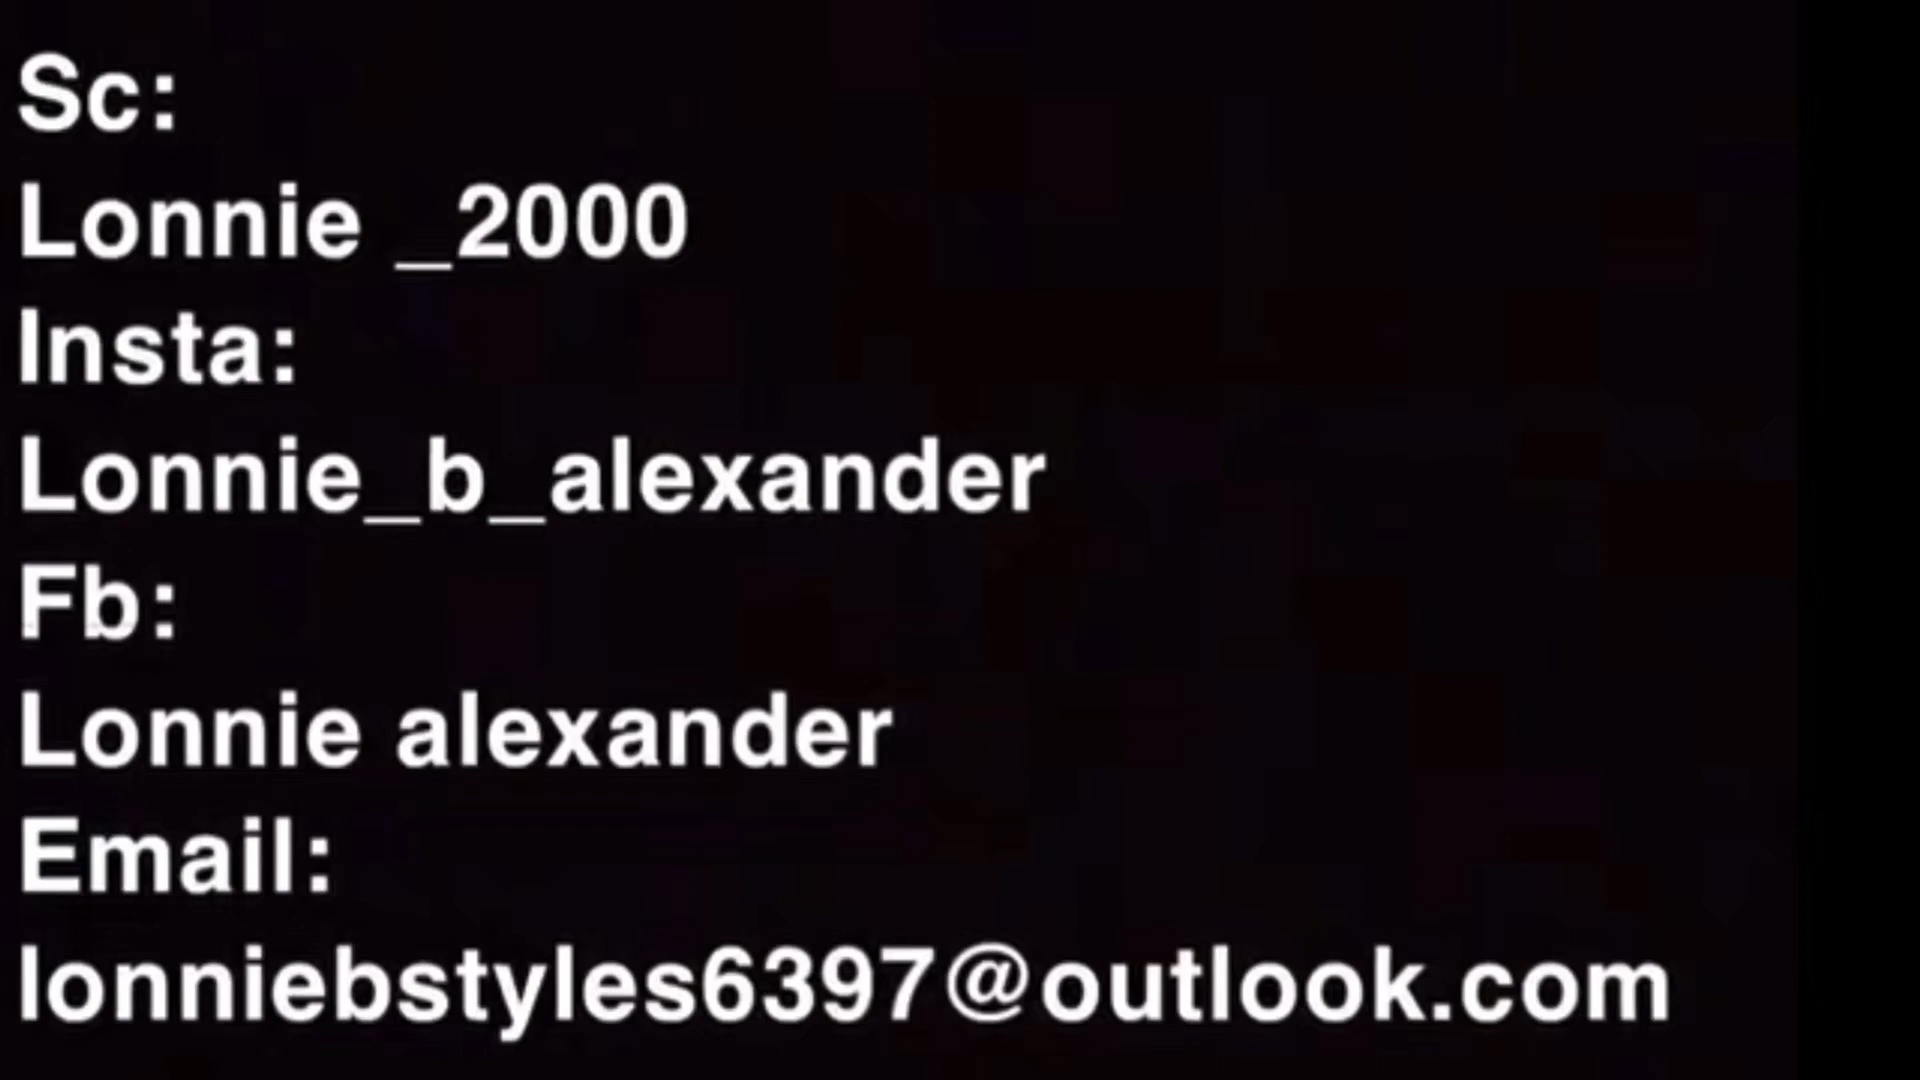 Sc:
Lonnie _2000
Insta:
Lonnie_b_alexander
Fb:
Lonnie alexander
Email:
lonniebstyles6397@outlook.com